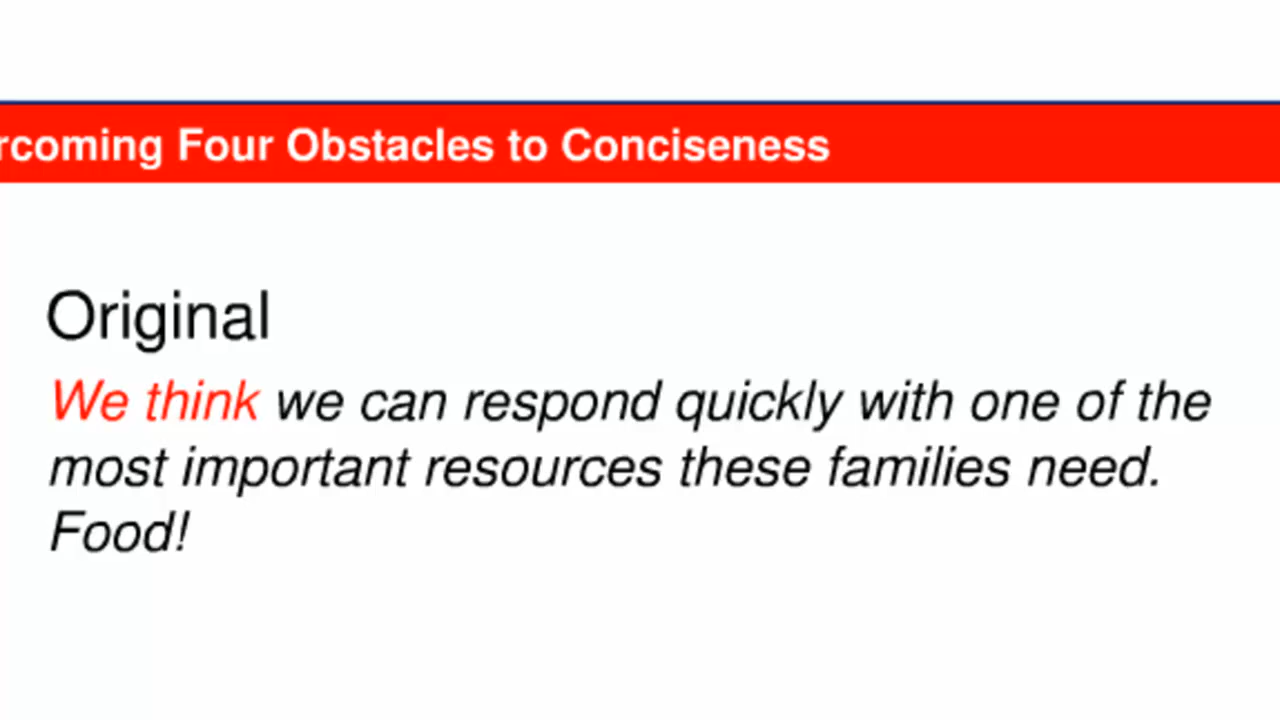 rcoming Four Obstacles to Conciseness
Original
We think we can respond quickly with one of the
most important resources these families need.
Food!